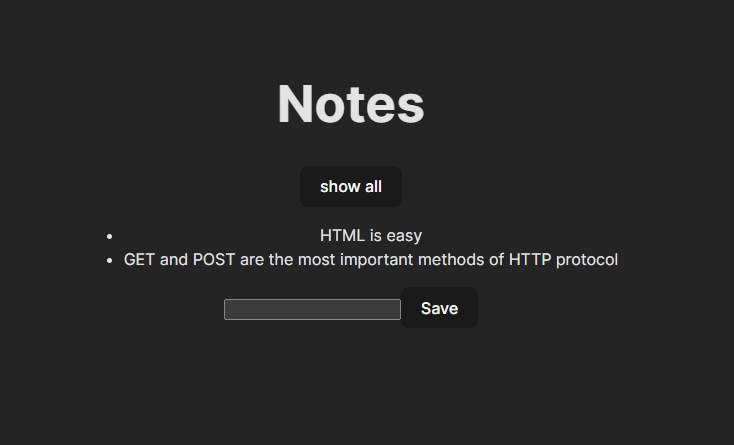 Notes
show all
HTML is easy
GET and POST are the most important methods of HTTP protocol
Save